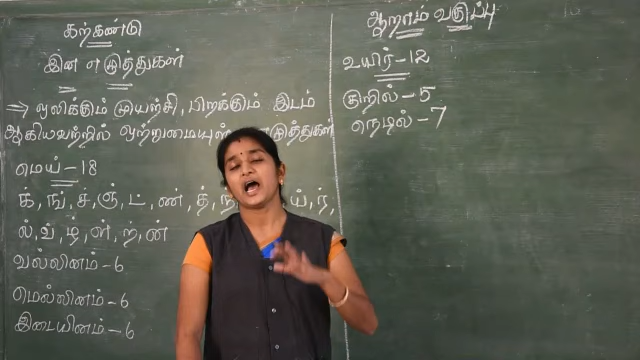 கற்கண்டு
இன எழுத்துகள்
⇒ ஒலிக்கும் முயற்சி, பிறக்கும் இடம்
ஆகியவற்றில் ஒற்றுமையுள் எழுத்துகள்
மெய் - 18
க், ங், ச், ஞ், ட், ண், த், ய், ர்,
ல், வ், ழ், ள், ற், ன்
வல்லினம் - 6
மெல்லினம் - 6
இடையினம் - 6
ஆறாம் வகுப்பு
உயிர் - 12
குறில் - 5
நெடில் - 7